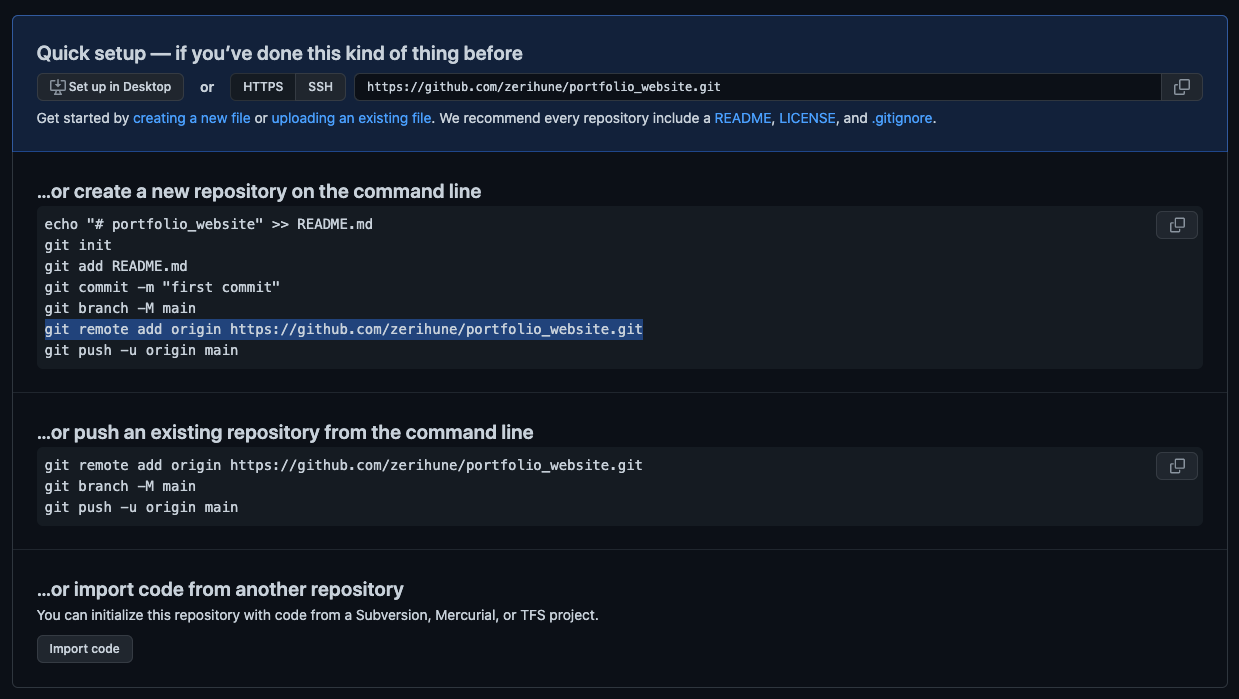 Quick setup — if you’ve done this kind of thing before
Set up in Desktop or HTTPS SSH https://github.com/zerihune/portfolio_website.git
Get started by creating a new file or uploading an existing file. We recommend every repository include a README, LICENSE, and .gitignore.
…or create a new repository on the command line
echo "# portfolio_website" >> README.md
git init
git add README.md
git commit -m "first commit"
git branch -M main
git remote add origin https://github.com/zerihune/portfolio_website.git
git push -u origin main
…or push an existing repository from the command line
git remote add origin https://github.com/zerihune/portfolio_website.git
git branch -M main
git push -u origin main
…or import code from another repository
You can initialize this repository with code from a Subversion, Mercurial, or TFS project.
Import code